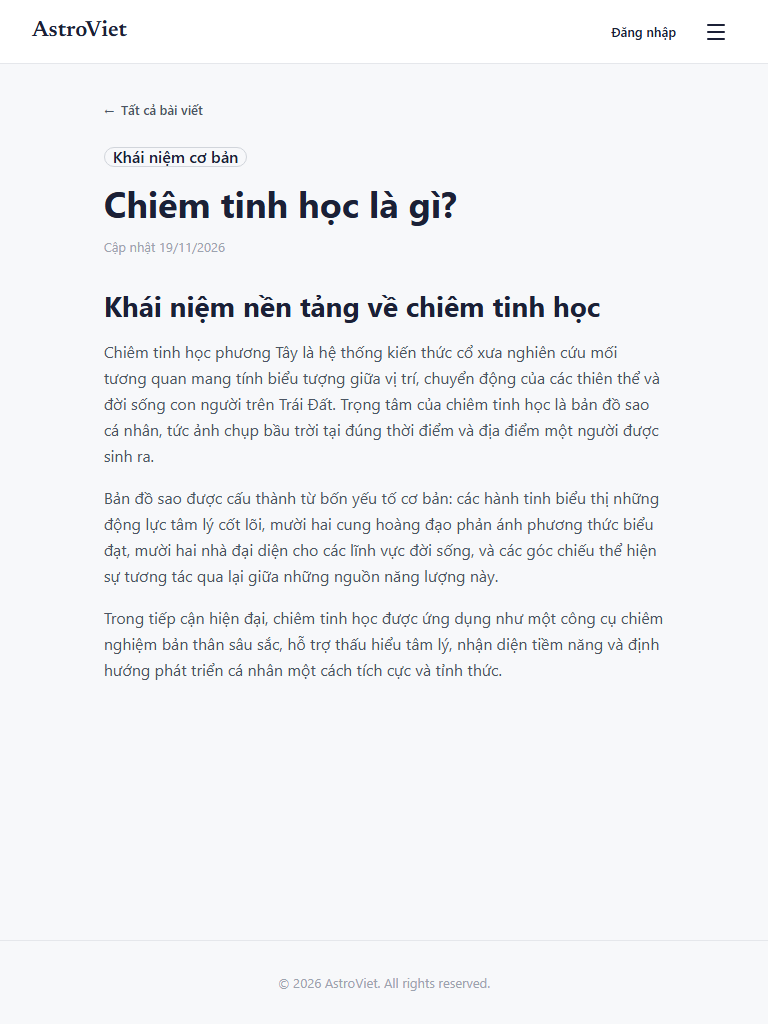 AstroViet
Đăng nhập
← Tất cả bài viết
Khái niệm cơ bản
Chiêm tinh học là gì?
Cập nhật 19/11/2026
Khái niệm nền tảng về chiêm tinh học
Chiêm tinh học phương Tây là hệ thống kiến thức cổ xưa nghiên cứu mối
tương quan mang tính biểu tượng giữa vị trí, chuyển động của các thiên thể và
đời sống con người trên Trái Đất. Trọng tâm của chiêm tinh học là bản đồ sao
cá nhân, tức ảnh chụp bầu trời tại đúng thời điểm và địa điểm một người được
sinh ra.
Bản đồ sao được cấu thành từ bốn yếu tố cơ bản: các hành tinh biểu thị những
động lực tâm lý cốt lõi, mười hai cung hoàng đạo phản ánh phương thức biểu
đạt, mười hai nhà đại diện cho các lĩnh vực đời sống, và các góc chiếu thể hiện
sự tương tác qua lại giữa những nguồn năng lượng này.
Trong tiếp cận hiện đại, chiêm tinh học được ứng dụng như một công cụ chiêm
nghiệm bản thân sâu sắc, hỗ trợ thấu hiểu tâm lý, nhận diện tiềm năng và định
hướng phát triển cá nhân một cách tích cực và tỉnh thức.
© 2026 AstroViet. All rights reserved.